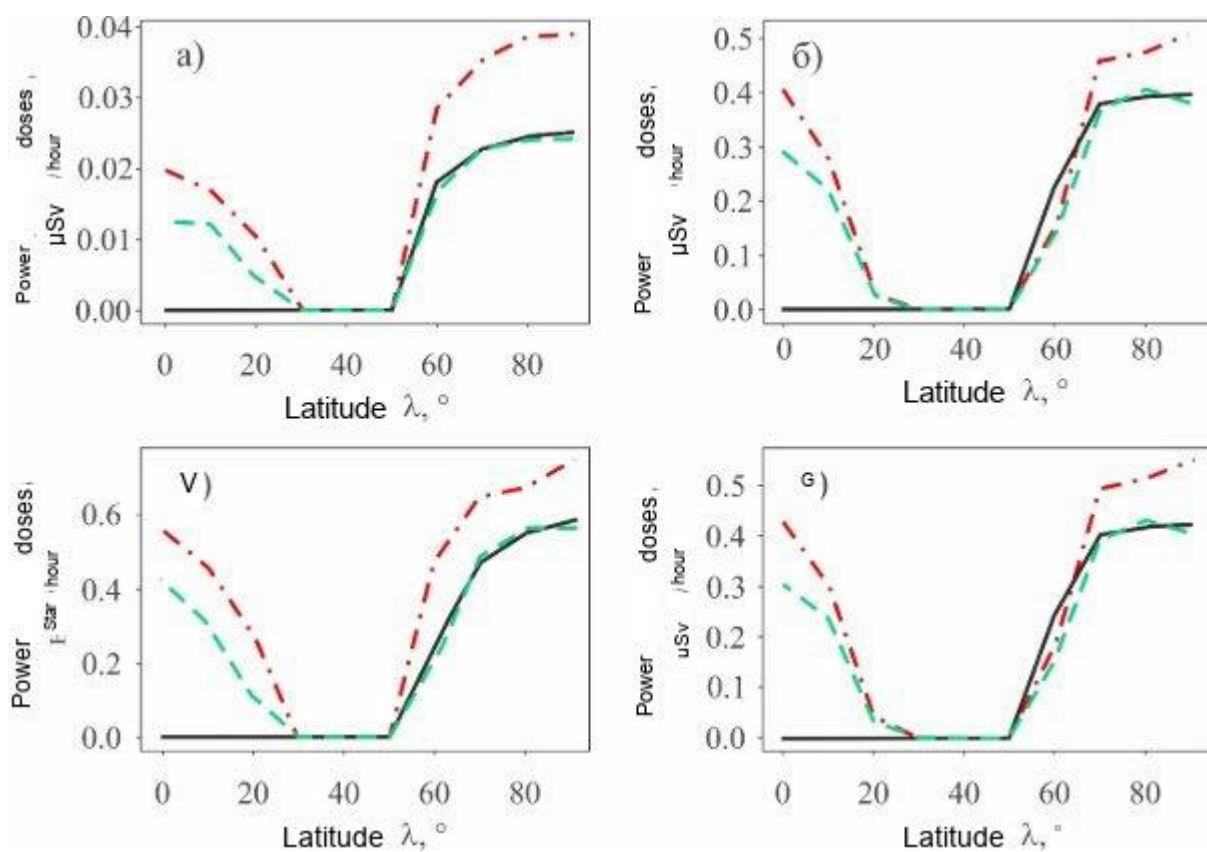 a)
Power doses,
μSv /hour
0.04
0.03
0.02
0.01
0.00
0 20 40 60 80
Latitude λ, °
б)
Power doses,
μSv /hour
0.5
0.4
0.3
0.2
0.1
0.0
0 20 40 60 80
Latitude λ, °
V)
Power doses,
Star /hour
0.6
0.4
0.2
0.0
0 20 40 60 80
Latitude λ, °
G)
Power doses,
μSv /hour
0.5
0.4
0.3
0.2
0.1
0.0
0 20 40 60 80
Latitude λ, °